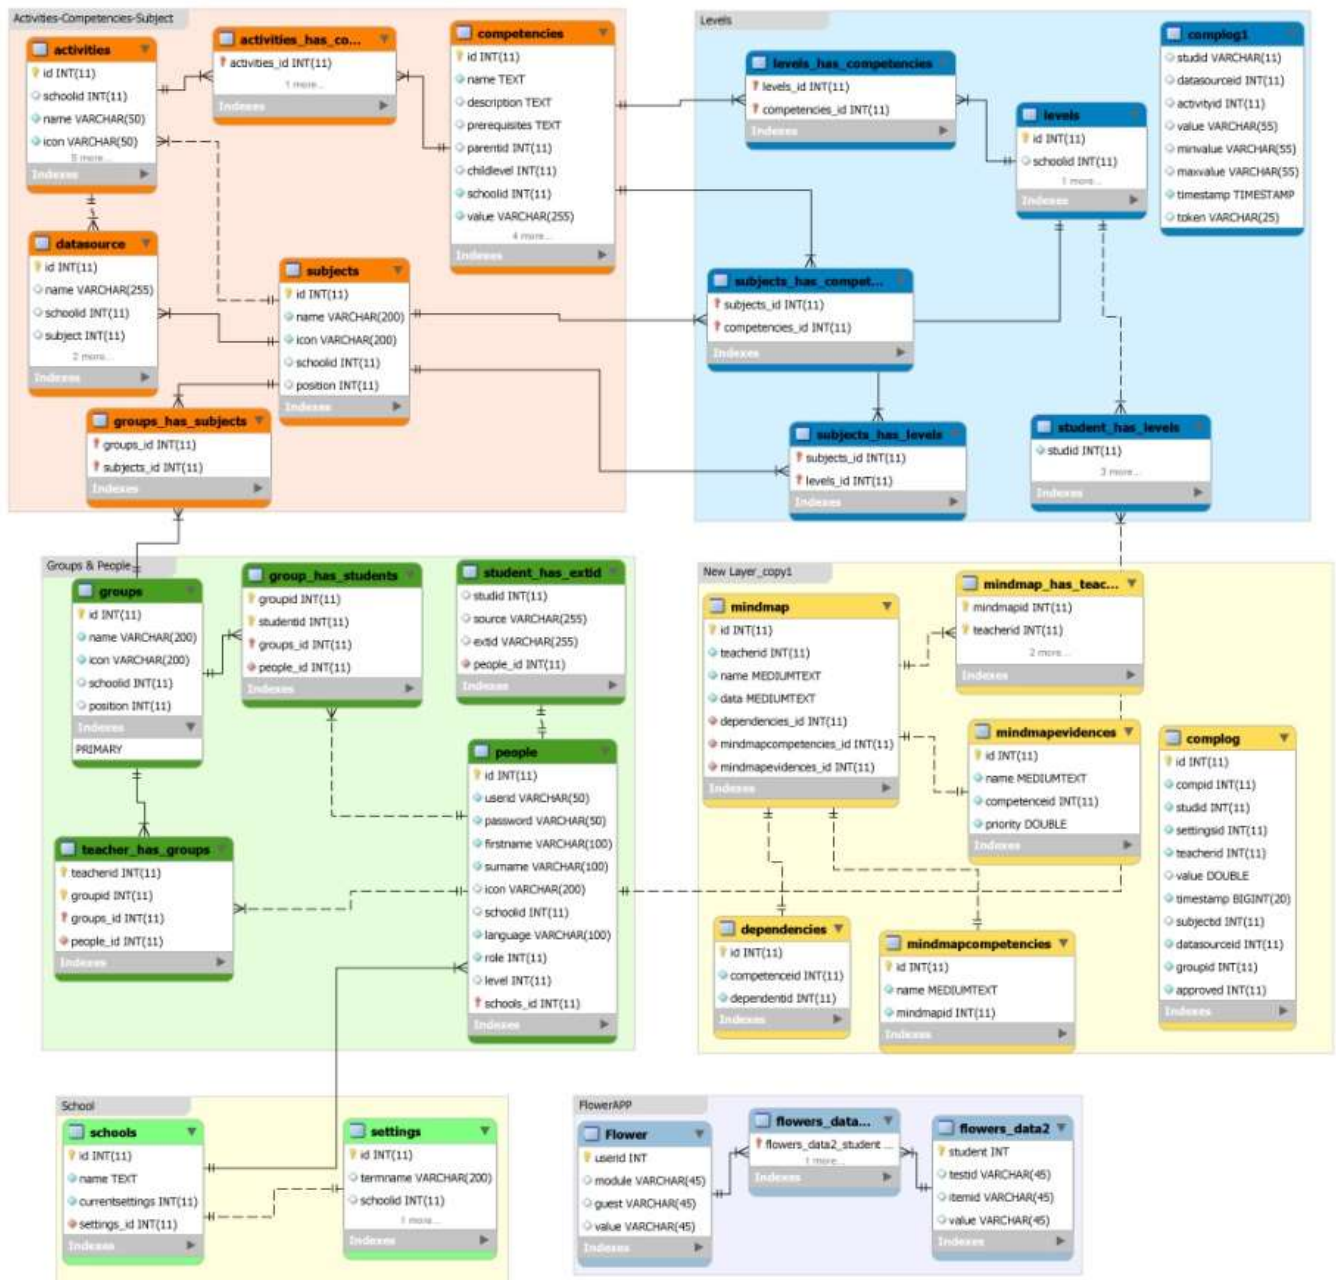 Activities-Competencies-Subject
activities
id INT(11)
schoolid INT(11)
name VARCHAR(50)
icon VARCHAR(50)
5 more...
Indexes
activities_has_co...
activities_id INT(11)
1 more...
Indexes
competencies
id INT(11)
name TEXT
description TEXT
prerequisites TEXT
parentid INT(11)
childlevel INT(11)
schoolid INT(11)
value VARCHAR(255)
4 more...
Indexes
datasource
id INT(11)
name VARCHAR(255)
schoolid INT(11)
subject INT(11)
2 more...
Indexes
subjects
id INT(11)
name VARCHAR(200)
icon VARCHAR(200)
schoolid INT(11)
position INT(11)
Indexes
groups_has_subjects
groups_id INT(11)
subjects_id INT(11)
Indexes
Levels
levels_has_competencies
levels_id INT(11)
competencies_id INT(11)
Indexes
levels
id INT(11)
schoolid INT(11)
1 more...
Indexes
complog1
studid VARCHAR(11)
datasourceid INT(11)
activityid INT(11)
value VARCHAR(55)
minvalue VARCHAR(55)
maxvalue VARCHAR(55)
timestamp TIMESTAMP
token VARCHAR(25)
subjects_has_compet...
subjects_id INT(11)
competencies_id INT(11)
Indexes
subjects_has_levels
subjects_id INT(11)
levels_id INT(11)
Indexes
student_has_levels
studid INT(11)
3 more...
Indexes
Groups & People
groups
id INT(11)
name VARCHAR(200)
icon VARCHAR(200)
schoolid INT(11)
position INT(11)
Indexes
PRIMARY
group_has_students
groupid INT(11)
studentid INT(11)
groups_id INT(11)
people_id INT(11)
Indexes
student_has_extid
studid INT(11)
source VARCHAR(255)
extid VARCHAR(255)
people_id INT(11)
Indexes
people
id INT(11)
userid VARCHAR(50)
password VARCHAR(50)
firstname VARCHAR(100)
surname VARCHAR(100)
icon VARCHAR(200)
schoolid INT(11)
language VARCHAR(100)
role INT(11)
level INT(11)
schools_id INT(11)
Indexes
teacher_has_groups
teacherid INT(11)
groupid INT(11)
groups_id INT(11)
people_id INT(11)
Indexes
New Layer_copy1
mindmap
id INT(11)
teacherid INT(11)
name MEDIUMTEXT
data MEDIUMTEXT
dependencies_id INT(11)
mindmapcompetencies_id INT(11)
mindmapevidences_id INT(11)
Indexes
mindmap_has_teac...
mindmapid INT(11)
teacherid INT(11)
2 more...
Indexes
mindmapevidences
id INT(11)
name MEDIUMTEXT
competenceid INT(11)
priority DOUBLE
Indexes
complog
id INT(11)
compid INT(11)
studid INT(11)
settingsid INT(11)
teacherid INT(11)
value DOUBLE
timestamp BIGINT(20)
subjectid INT(11)
datasourceid INT(11)
groupid INT(11)
approved INT(11)
Indexes
dependencies
id INT(11)
competenceid INT(11)
dependentid INT(11)
Indexes
mindmapcompetencies
id INT(11)
name MEDIUMTEXT
mindmapid INT(11)
Indexes
School
schools
id INT(11)
name TEXT
currentsettings INT(11)
settings_id INT(11)
Indexes
settings
id INT(11)
termname VARCHAR(200)
schoolid INT(11)
1 more...
Indexes
FlowerAPP
Flower
userid INT
module VARCHAR(45)
guest VARCHAR(45)
value VARCHAR(45)
Indexes
flowers_data...
flowers_data2_student ...
1 more...
Indexes
flowers_data2
student INT
testid VARCHAR(45)
itemid VARCHAR(45)
value VARCHAR(45)
Indexes